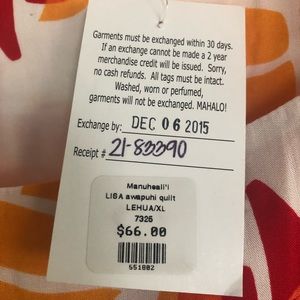 Garments must be exchanged within 30 days.
If an exchange cannot be made a 2 year
merchandise credit will be issued. Sorry,
no cash refunds. All tags must be intact.
Washed, worn or perfumed,
garments will not be exchanged. MAHALO!
Exchange by: DEC 06 2015
Receipt # 21-83390
Manuheali'i
LISA awapuhi quilt
LEHUA/XL
7325
$66.00
551802